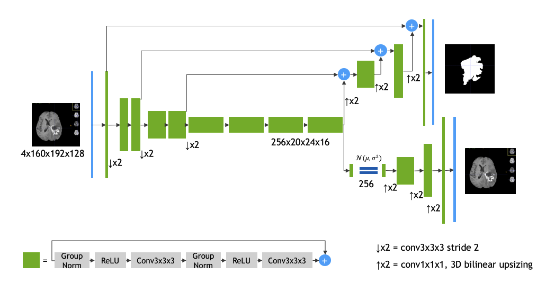 +
+
+
↑x2
↑x2
↑x2
4x160x192x128
↓x2
↓x2
↓x2
256x20x24x16
N(μ,σ²)
256
↑x2
↑x2
↑x2
=
Group Norm
ReLU
Conv3x3x3
Group Norm
ReLU
Conv3x3x3
+
↓x2 = conv3x3x3 stride 2
↑x2 = conv1x1x1, 3D bilinear upsizing